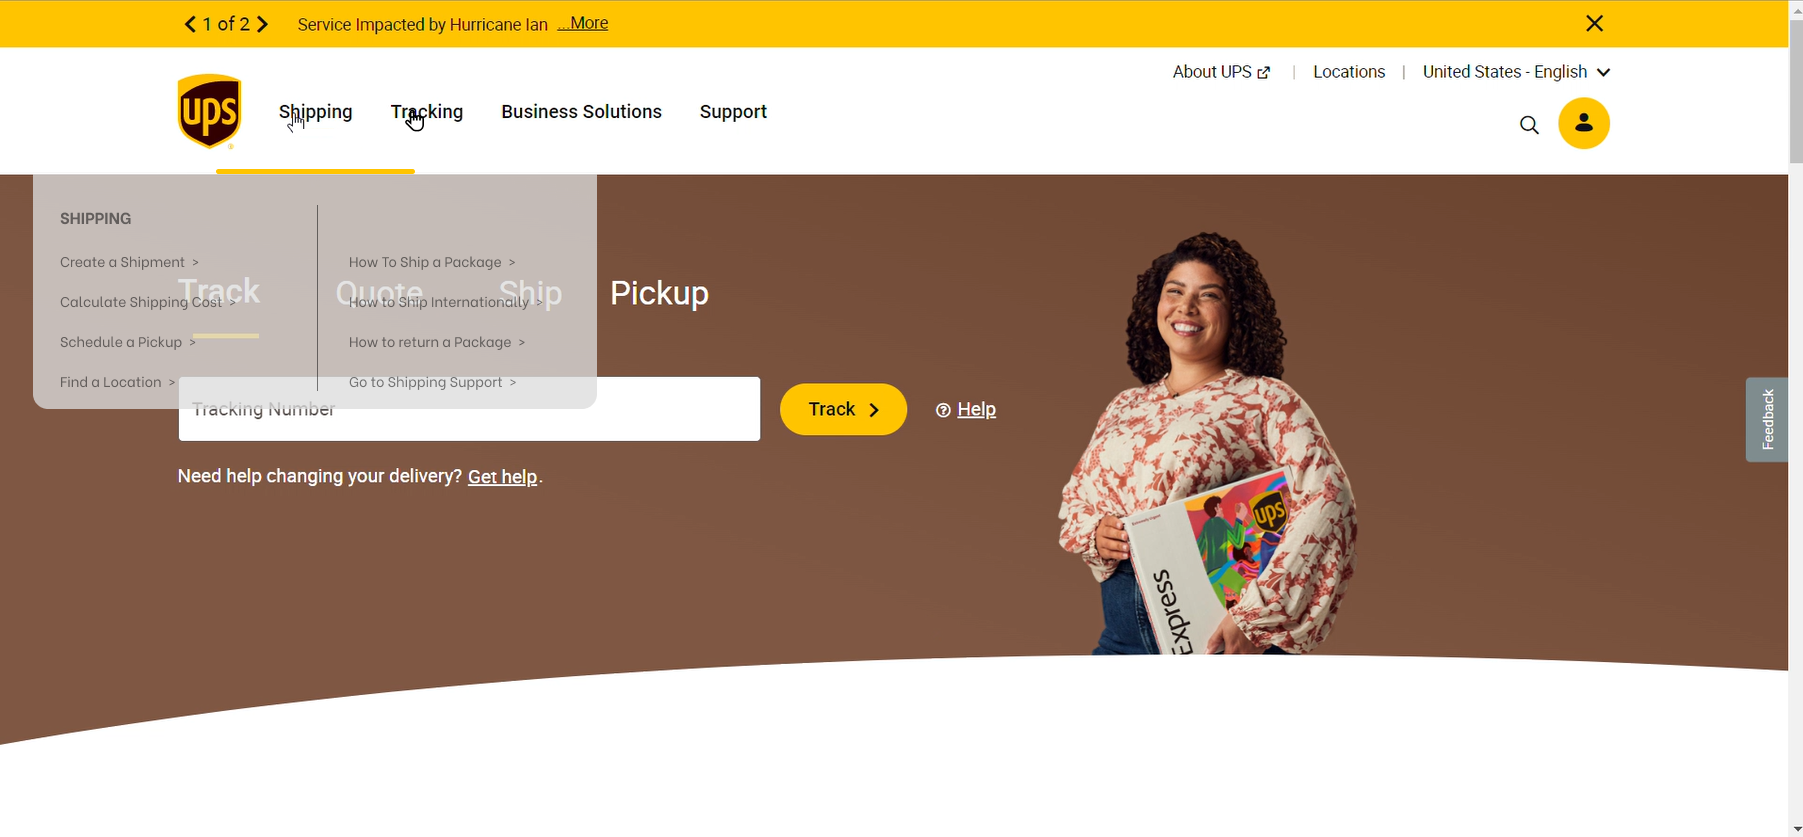 1 of 2 Service Impacted by Hurricane Ian ...More
About UPS | Locations | United States - English
ups Shipping Tracking Business Solutions Support
SHIPPING
Create a Shipment >
Calculate Shipping Cost >
Schedule a Pickup >
Find a Location >
How To Ship a Package >
How to Ship Internationally >
How to return a Package >
Go to Shipping Support >
Track Quote Ship Pickup
Tracking Number
Track
Help
Need help changing your delivery? Get help.
ups
Express
Feedback